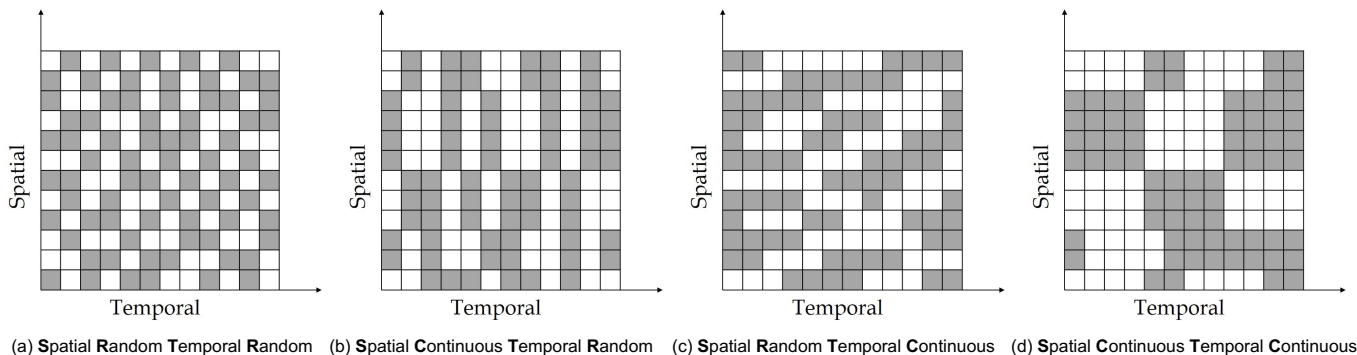 Spatial
Temporal
(a) Spatial Random Temporal Random
Spatial
Temporal
(b) Spatial Continuous Temporal Random
Spatial
Temporal
(c) Spatial Random Temporal Continuous
Spatial
Temporal
(d) Spatial Continuous Temporal Continuous